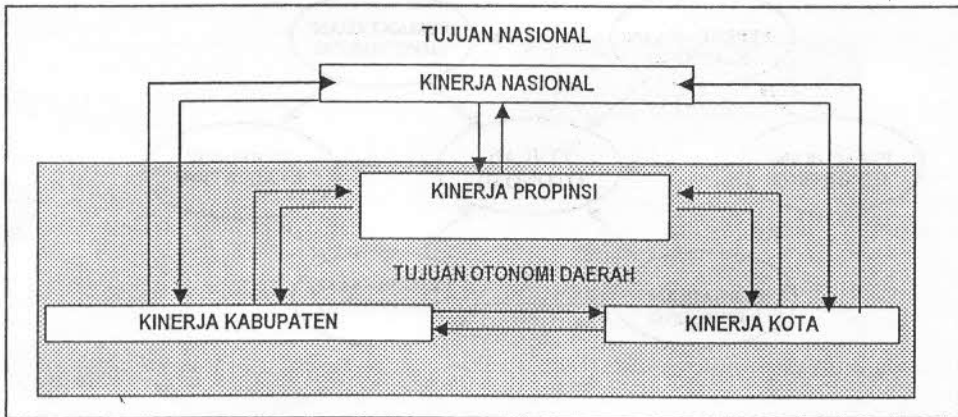 TUJUAN NASIONAL
KINERJA NASIONAL
KINERJA PROPINSI
TUJUAN OTONOMI DAERAH
KINERJA KABUPATEN
KINERJA KOTA